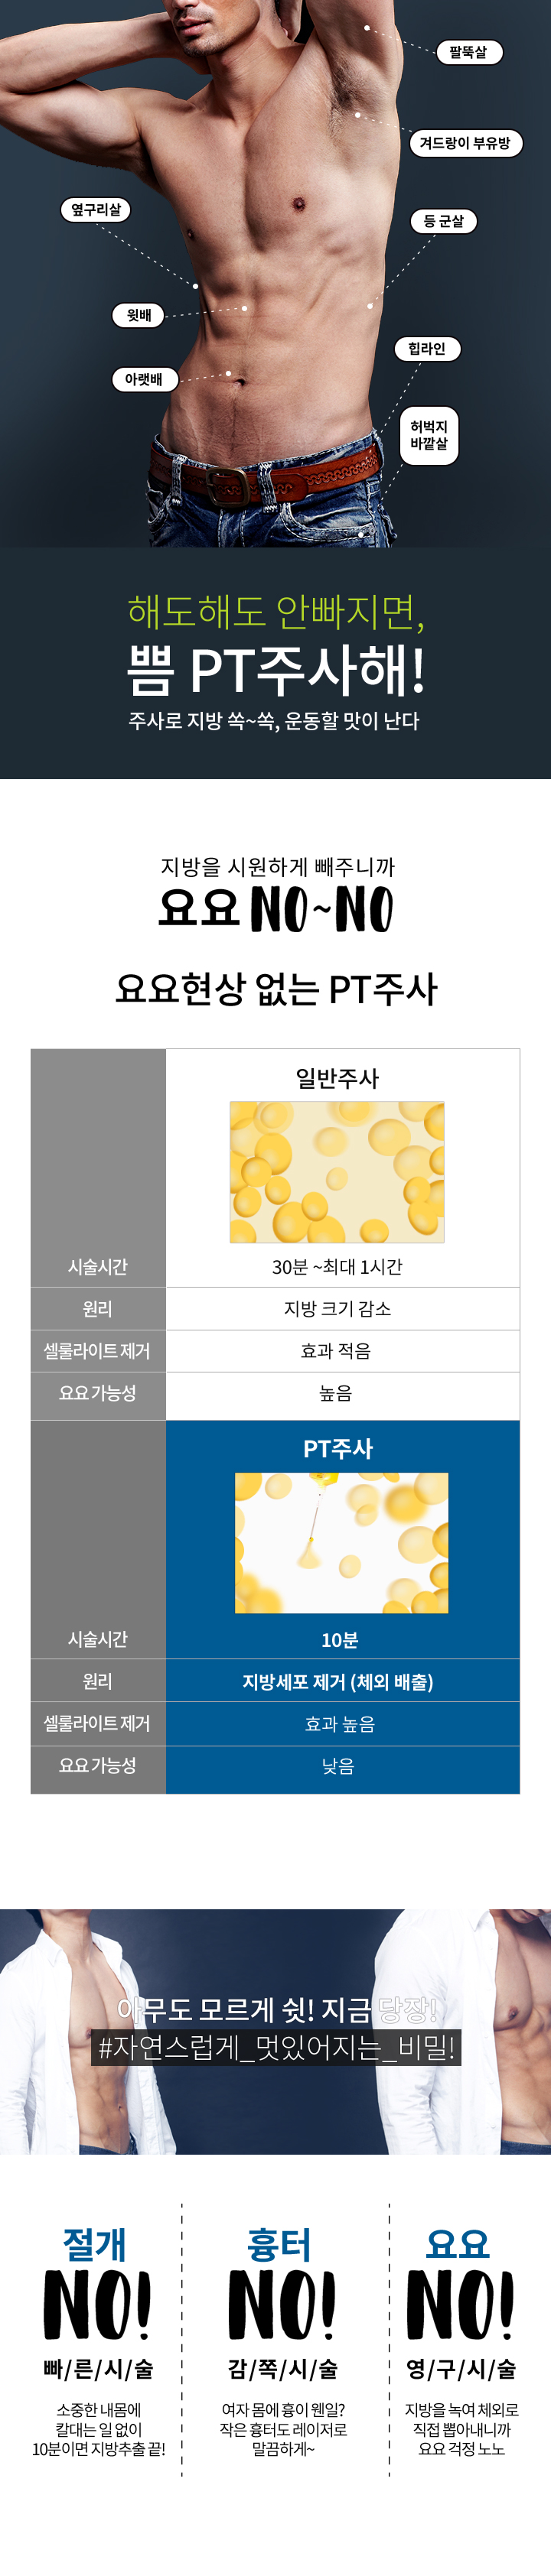 팔뚝살
겨드랑이 부유방
옆구리살
등 군살
윗배
힙라인
아랫배
허벅지
바깥살
해도해도 안빠지면,
쁨 PT주사해!
주사로 지방 쏙~쏙, 운동할 맛이 난다
지방을 시원하게 빼주니까
요요 NO~NO
요요현상 없는 PT주사
일반주사
시술시간 30분 ~최대 1시간
원리 지방 크기 감소
셀룰라이트 제거 효과 적음
요요 가능성 높음
PT주사
시술시간 10분
원리 지방세포 제거 (체외 배출)
셀룰라이트 제거 효과 높음
요요 가능성 낮음
아무도 모르게 쉿! 지금 당장!
#자연스럽게_멋있어지는_비밀!
절개
NO!
빠/른/시/술
소중한 내몸에
칼대는 일 없이
10분이면 지방추출 끝!
흉터
NO!
감/쪽/시/술
여자 몸에 흉이 웬일?
작은 흉터도 레이저로
말끔하게~
요요
NO!
영/구/시/술
지방을 녹여 체외로
직접 뽑아내니까
요요 걱정 노노